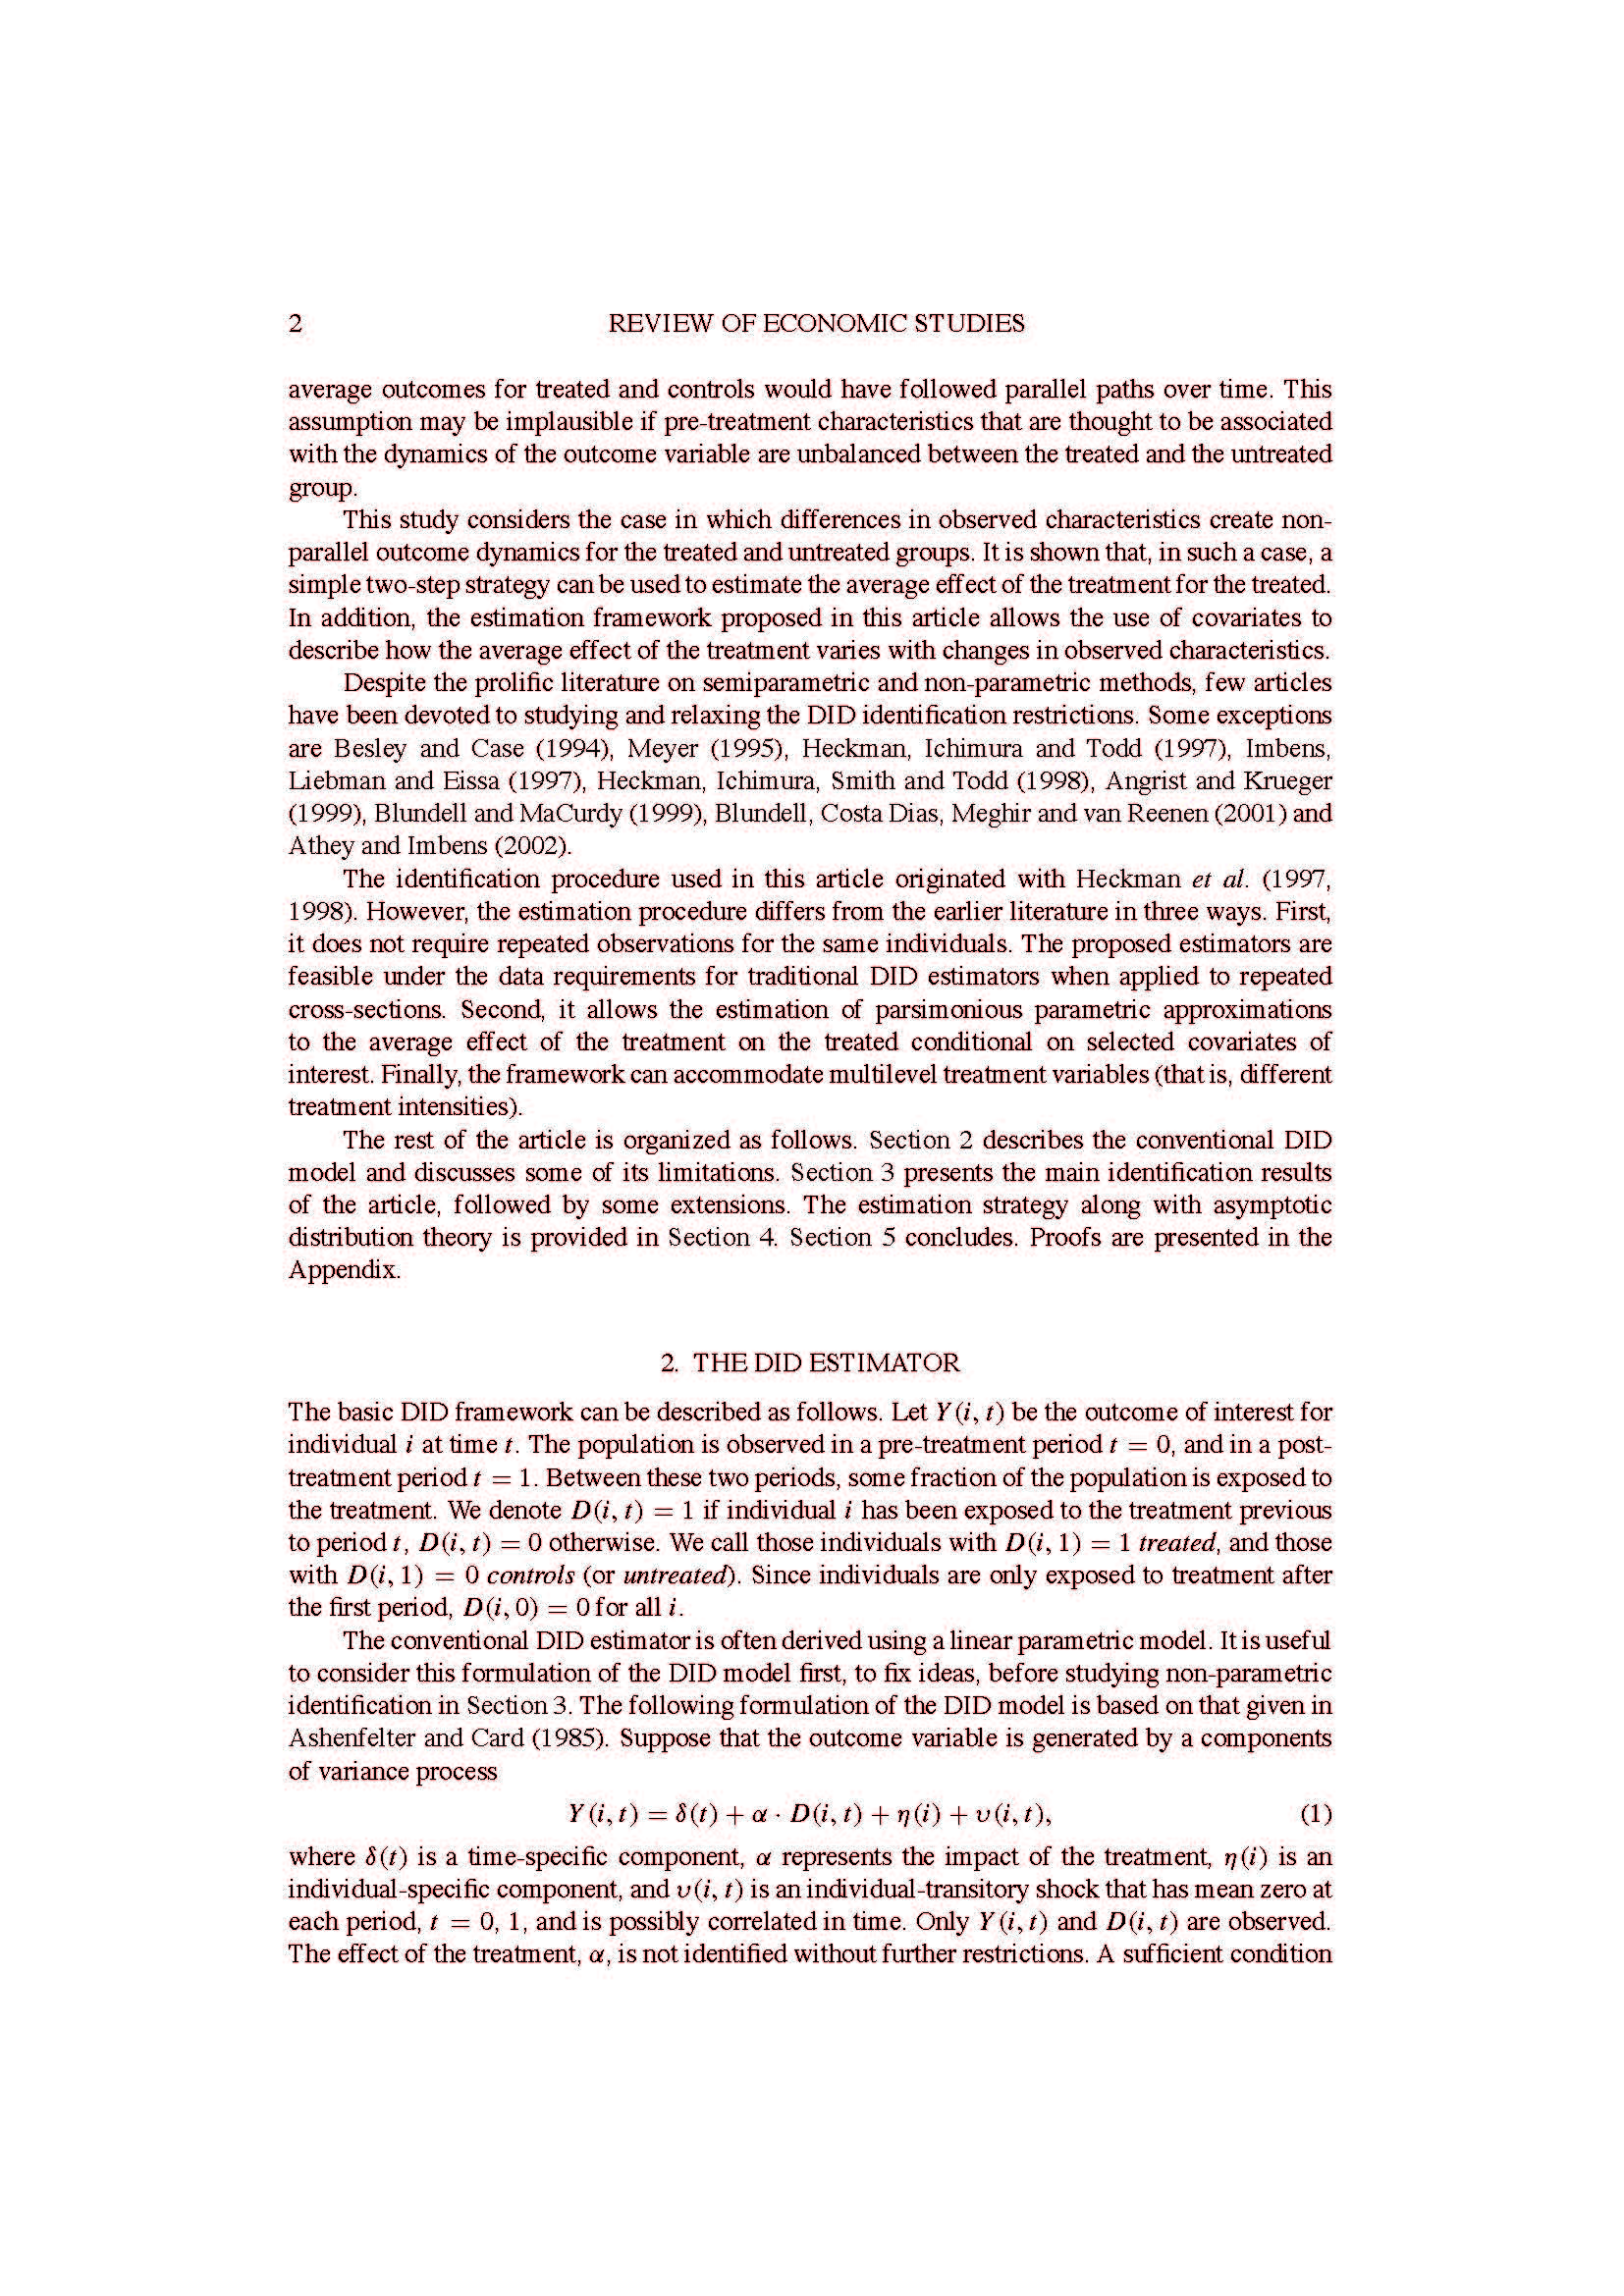 2 REVIEW OF ECONOMIC STUDIES
average outcomes for treated and controls would have followed parallel paths over time. This
assumption may be implausible if pre-treatment characteristics that are thought to be associated
with the dynamics of the outcome variable are unbalanced between the treated and the untreated
group.
This study considers the case in which differences in observed characteristics create non-
parallel outcome dynamics for the treated and untreated groups. It is shown that, in such a case, a
simple two-step strategy can be used to estimate the average effect of the treatment for the treated.
In addition, the estimation framework proposed in this article allows the use of covariates to
describe how the average effect of the treatment varies with changes in observed characteristics.
Despite the prolific literature on semiparametric and non-parametric methods, few articles
have been devoted to studying and relaxing the DID identification restrictions. Some exceptions
are Besley and Case (1994), Meyer (1995), Heckman, Ichimura and Todd (1997), Imbens,
Liebman and Eissa (1997), Heckman, Ichimura, Smith and Todd (1998), Angrist and Krueger
(1999), Blundell and MaCurdy (1999), Blundell, Costa Dias, Meghir and van Reenen (2001) and
Athey and Imbens (2002).
The identification procedure used in this article originated with Heckman et al. (1997,
1998). However, the estimation procedure differs from the earlier literature in three ways. First,
it does not require repeated observations for the same individuals. The proposed estimators are
feasible under the data requirements for traditional DID estimators when applied to repeated
cross-sections. Second, it allows the estimation of parsimonious parametric approximations
to the average effect of the treatment on the treated conditional on selected covariates of
interest. Finally, the framework can accommodate multilevel treatment variables (that is, different
treatment intensities).
The rest of the article is organized as follows. Section 2 describes the conventional DID
model and discusses some of its limitations. Section 3 presents the main identification results
of the article, followed by some extensions. The estimation strategy along with asymptotic
distribution theory is provided in Section 4. Section 5 concludes. Proofs are presented in the
Appendix.
2. THE DID ESTIMATOR
The basic DID framework can be described as follows. Let Y(i, t) be the outcome of interest for
individual i at time t. The population is observed in a pre-treatment period t = 0, and in a post-
treatment period t = 1. Between these two periods, some fraction of the population is exposed to
the treatment. We denote D(i, t) = 1 if individual i has been exposed to the treatment previous
to period t, D(i, t) = 0 otherwise. We call those individuals with D(i, 1) = 1 treated, and those
with D(i, 1) = 0 controls (or untreated). Since individuals are only exposed to treatment after
the first period, D(i, 0) = 0 for all i.
The conventional DID estimator is often derived using a linear parametric model. It is useful
to consider this formulation of the DID model first, to fix ideas, before studying non-parametric
identification in Section 3. The following formulation of the DID model is based on that given in
Ashenfelter and Card (1985). Suppose that the outcome variable is generated by a components
of variance process
Y(i, t) = δ(t) + α · D(i, t) + η(i) + υ(i, t), (1)
where δ(t) is a time-specific component, α represents the impact of the treatment, η(i) is an
individual-specific component, and υ(i, t) is an individual-transitory shock that has mean zero at
each period, t = 0, 1, and is possibly correlated in time. Only Y(i, t) and D(i, t) are observed.
The effect of the treatment, α, is not identified without further restrictions. A sufficient condition